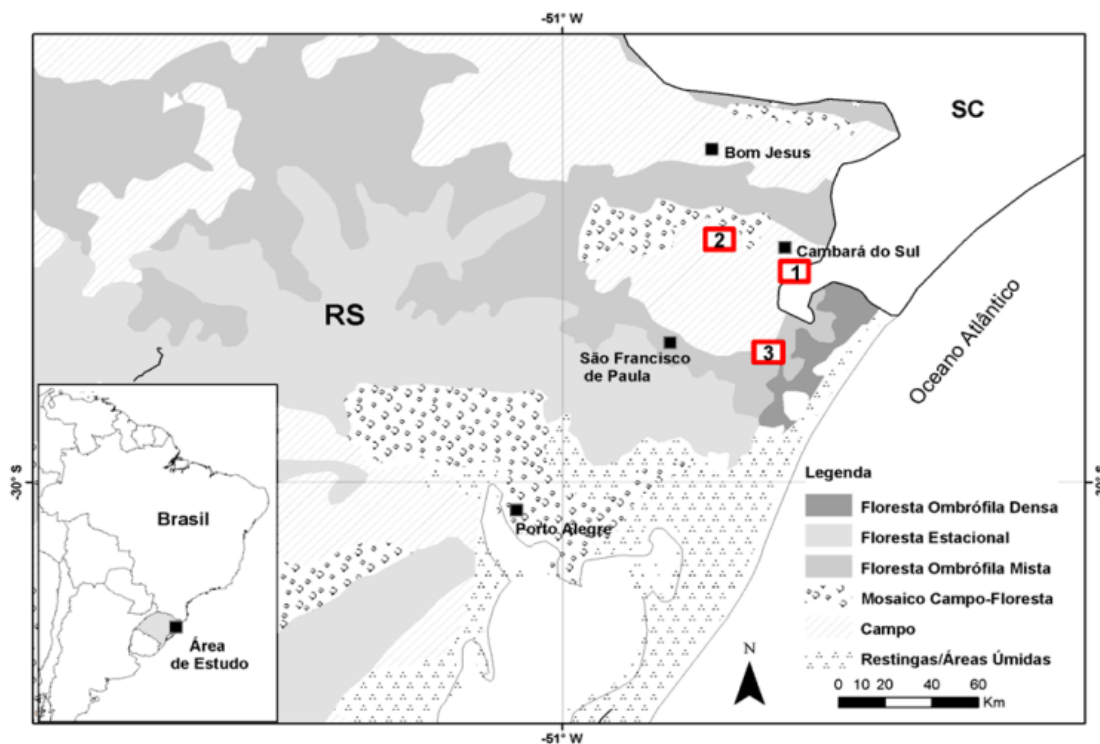 -51° W
SC
Bom Jesus
2
Cambará do Sul
1
RS
3
São Francisco
de Paula
Oceano Atlântico
-30° S
Legenda
Floresta Ombrófila Densa
Floresta Estacional
Floresta Ombrófila Mista
Mosaico Campo-Floresta
Campo
Restingas/Áreas Úmidas
Porto Alegre
Brasil
Área
de Estudo
N
0 10 20 40 60
Km
-51° W